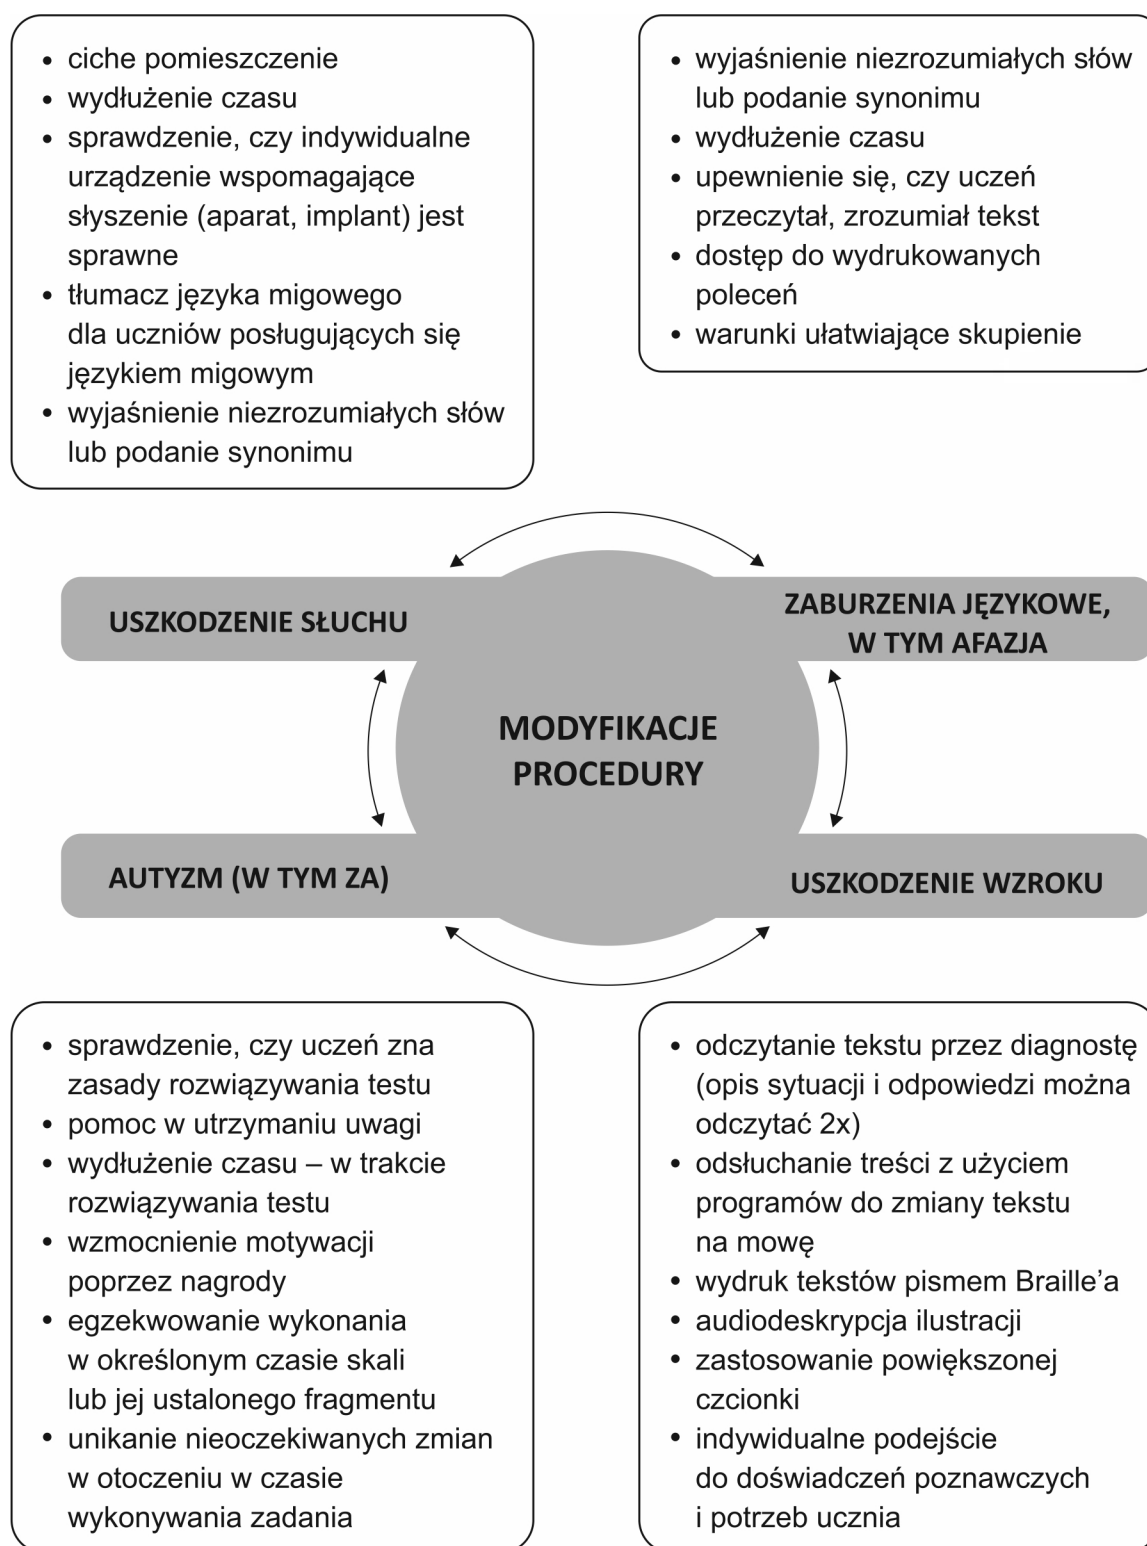 • ciche pomieszczenie
• wydłużenie czasu
• sprawdzenie, czy indywidualne
urządzenie wspomagające
słyszenie (aparat, implant) jest
sprawne
• tłumacz języka migowego
dla uczniów posługujących się
językiem migowym
• wyjaśnienie niezrozumiałych słów
lub podanie synonimu
• wyjaśnienie niezrozumiałych słów
lub podanie synonimu
• wydłużenie czasu
• upewnienie się, czy uczeń
przeczytał, zrozumiał tekst
• dostęp do wydrukowanych
poleceń
• warunki ułatwiające skupienie
USZKODZENIE SŁUCHU
ZABURZENIA JĘZYKOWE,
W TYM AFAZJA
MODYFIKACJE
PROCEDURY
AUTYZM (W TYM ZA)
USZKODZENIE WZROKU
• sprawdzenie, czy uczeń zna
zasady rozwiązywania testu
• pomoc w utrzymaniu uwagi
• wydłużenie czasu – w trakcie
rozwiązywania testu
• wzmocnienie motywacji
poprzez nagrody
• egzekwowanie wykonania
w określonym czasie skali
lub jej ustalonego fragmentu
• unikanie nieoczekiwanych zmian
w otoczeniu w czasie
wykonywania zadania
• odczytanie tekstu przez diagnostę
(opis sytuacji i odpowiedzi można
odczytać 2x)
• odsłuchanie treści z użyciem
programów do zmiany tekstu
na mowę
• wydruk tekstów pismem Braille’a
• audiodeskrypcja ilustracji
• zastosowanie powiększonej
czcionki
• indywidualne podejście
do doświadczeń poznawczych
i potrzeb ucznia